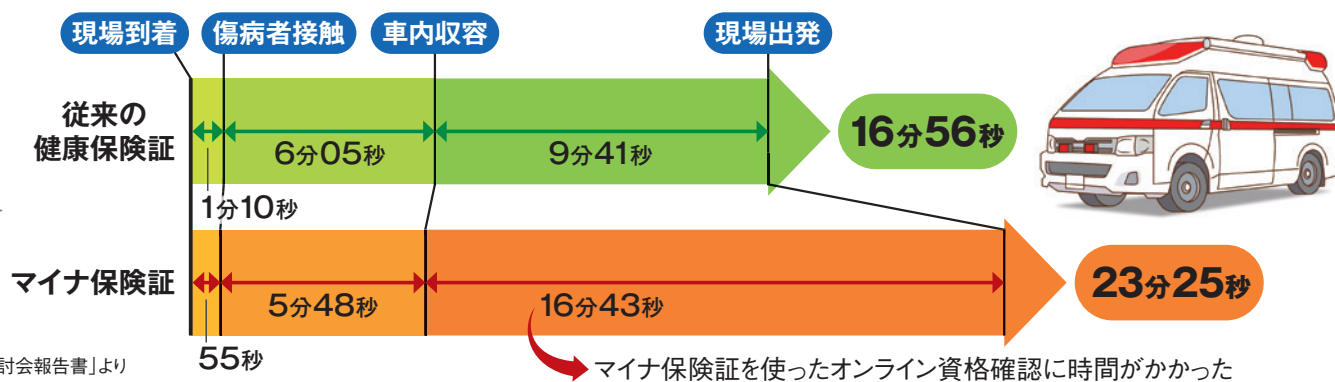 現場到着 傷病者接触 車内収容 現場出発
従来の
健康保険証
6分05秒 9分41秒
16分56秒
1分10秒
マイナ保険証
5分48秒 16分43秒
23分25秒
55秒
討会報告書」より
マイナ保険証を使ったオンライン資格確認に時間がかかった